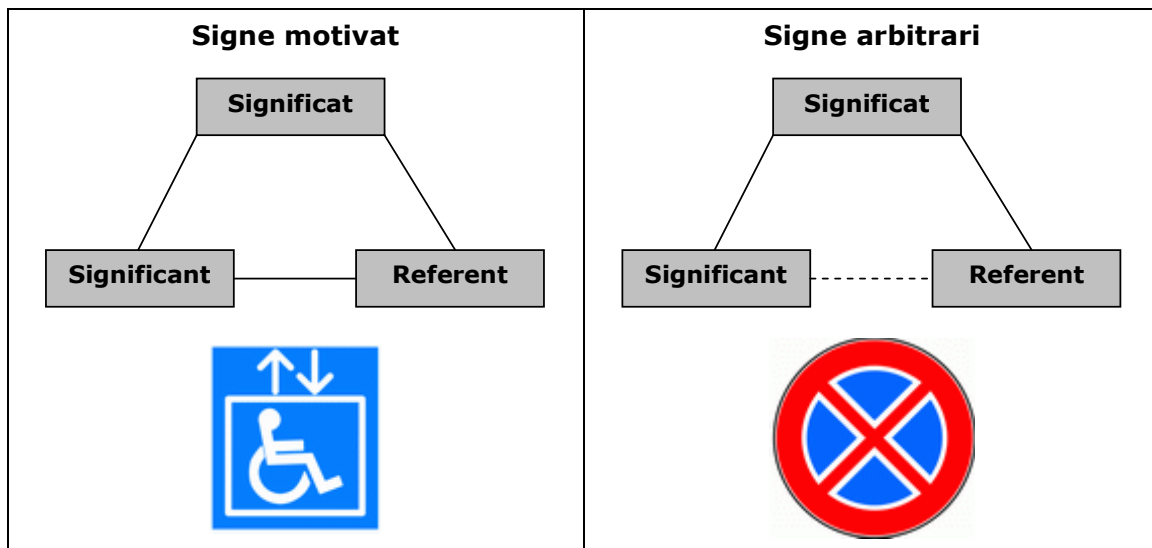 Signe motivat
Significat
Significant
Referent
Signe arbitrari
Significat
Significant
Referent